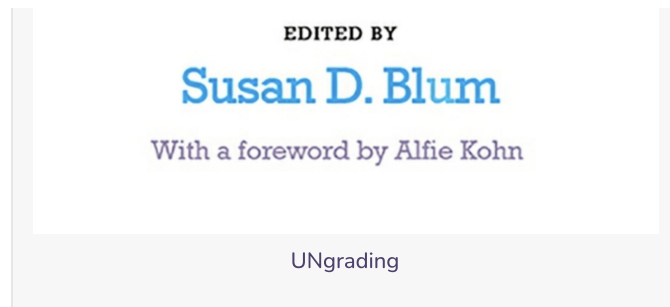 EDITED BY
Susan D. Blum
With a foreword by Alfie Kohn
UNgrading